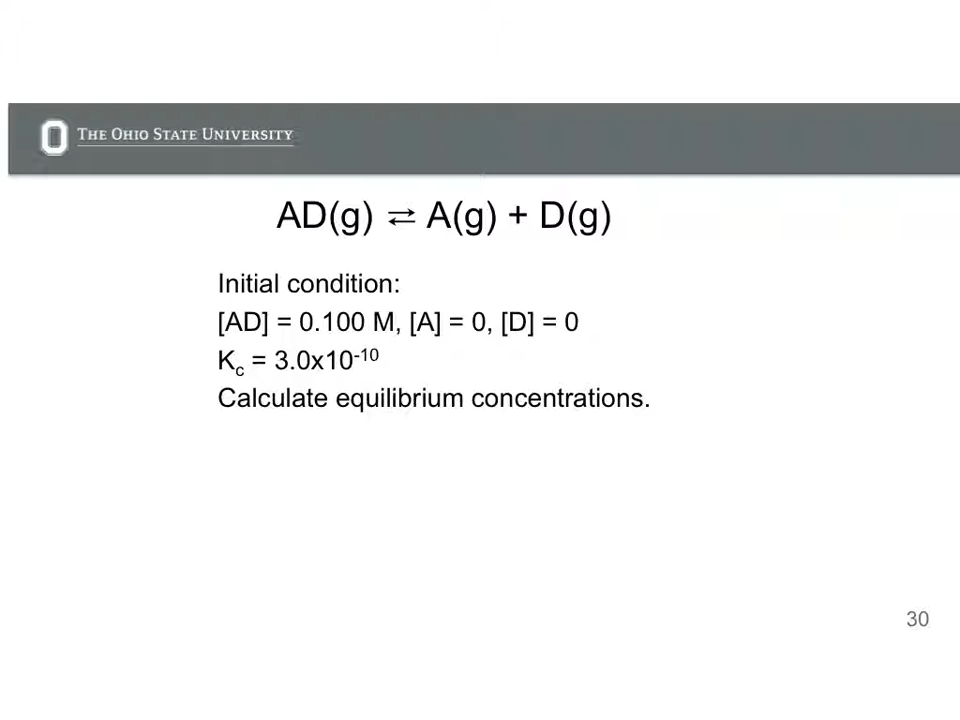 THE OHIO STATE UNIVERSITY
AD(g) ⇄ A(g) + D(g)
Initial condition:
[AD] = 0.100 M, [A] = 0, [D] = 0
Kc = 3.0x10-10
Calculate equilibrium concentrations.
30